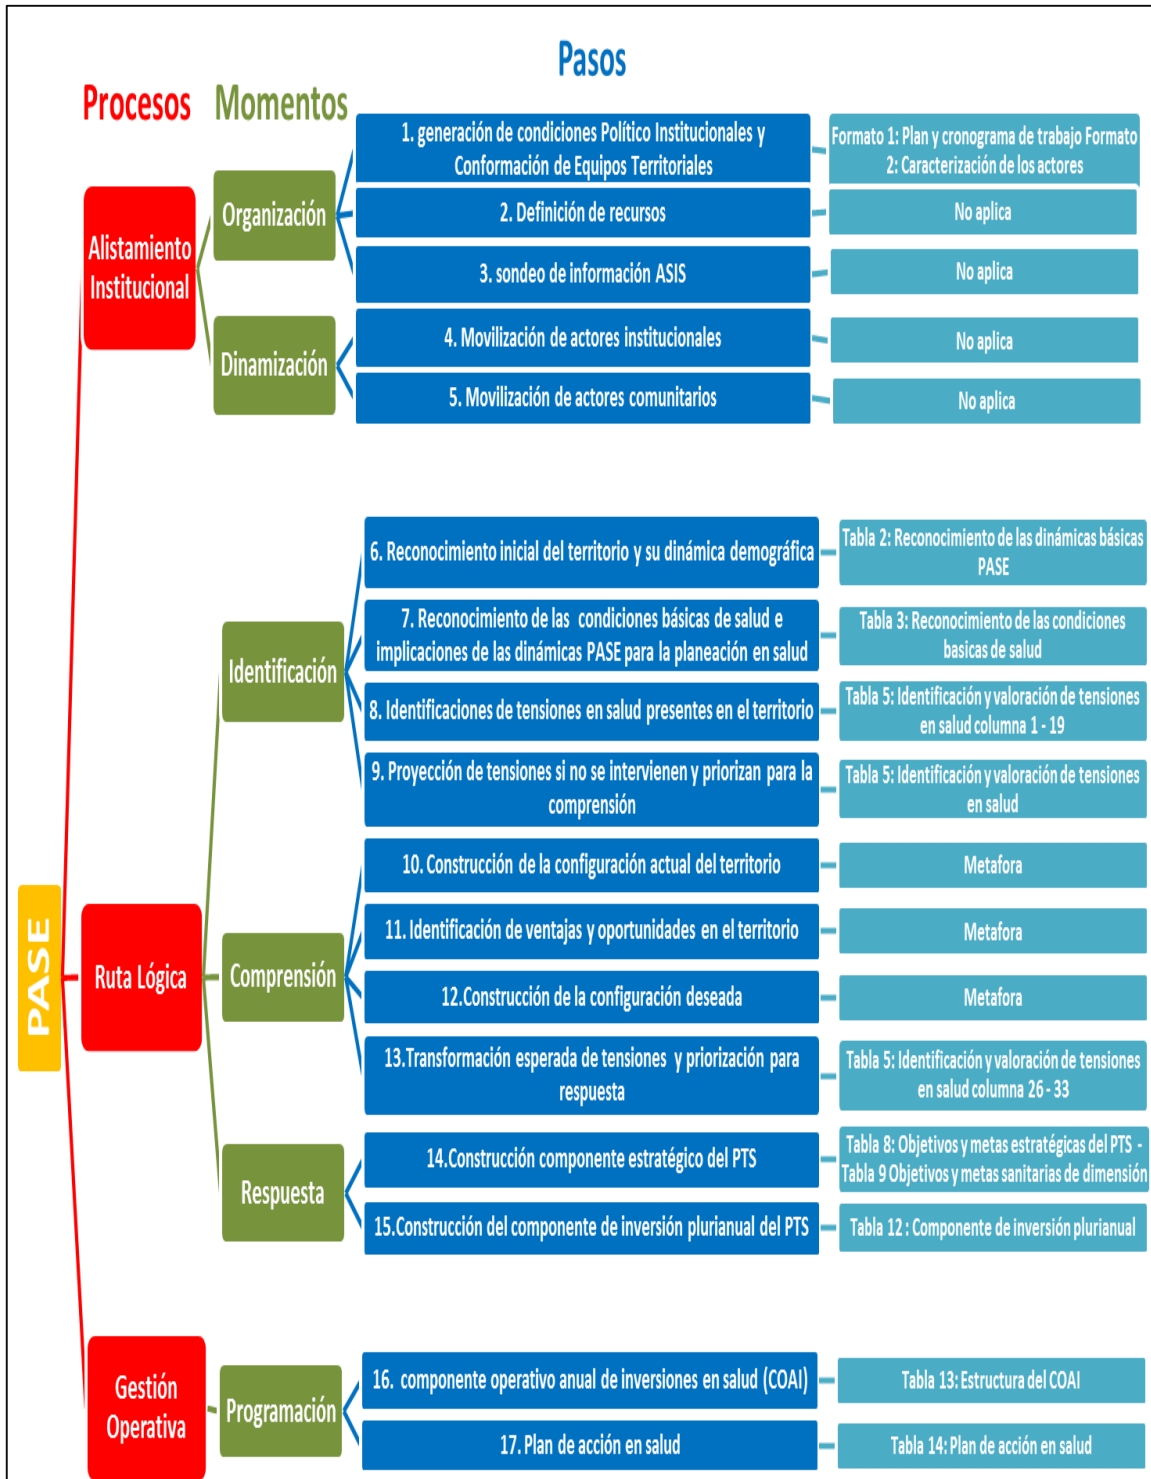 Pasos
Procesos
Momentos
1. generación de condiciones Político Institucionales y
Conformación de Equipos Territoriales
Formato 1: Plan y cronograma de trabajo Formato
2: Caracterización de los actores
Organización
2. Definición de recursos
No aplica
Alistamiento
Institucional
3. sondeo de información ASIS
No aplica
4. Movilización de actores institucionales
No aplica
Dinamización
5. Movilización de actores comunitarios
No aplica
6. Reconocimiento inicial del territorio y su dinámica demográfica
Tabla 2: Reconocimiento de las dinámicas básicas
PASE
7. Reconocimiento de las condiciones básicas de salud e
implicaciones de las dinámicas PASE para la planeación en salud
Tabla 3: Reconocimiento de las condiciones
basicas de salud
Identificación
8. Identificaciones de tensiones en salud presentes en el territorio
Tabla 5: Identificación y valoración de tensiones
en salud columna 1 - 19
9. Proyección de tensiones si no se intervienen y priorizan para la
comprensión
Tabla 5: Identificación y valoración de tensiones
en salud
10. Construcción de la configuración actual del territorio
Metafora
11. Identificación de ventajas y oportunidades en el territorio
Metafora
PASE
Ruta Lógica
Comprensión
12.Construcción de la configuración deseada
Metafora
13.Transformación esperada de tensiones y priorización para
respuesta
Tabla 5: Identificación y valoración de tensiones
en salud columna 26 - 33
14.Construcción componente estratégico del PTS
Tabla 8: Objetivos y metas estratégicas del PTS -
Tabla 9 Objetivos y metas sanitarias de dimensión
Respuesta
15.Construcción del componente de inversión plurianual del PTS
Tabla 12 : Componente de inversión plurianual
Gestión
Operativa
Programación
16. componente operativo anual de inversiones en salud (COAI)
Tabla 13: Estructura del COAI
17. Plan de acción en salud
Tabla 14: Plan de acción en salud